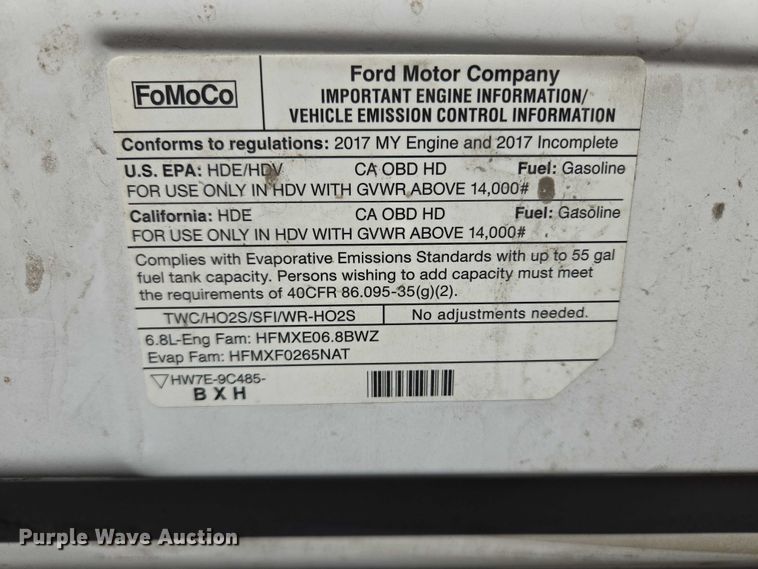 FoMoCo
Ford Motor Company
IMPORTANT ENGINE INFORMATION/
VEHICLE EMISSION CONTROL INFORMATION
Conforms to regulations: 2017 MY Engine and 2017 Incomplete
U.S. EPA: HDE/HDV CA OBD HD Fuel: Gasoline
FOR USE ONLY IN HDV WITH GVWR ABOVE 14,000#
California: HDE CA OBD HD Fuel: Gasoline
FOR USE ONLY IN HDV WITH GVWR ABOVE 14,000#
Complies with Evaporative Emissions Standards with up to 55 gal
fuel tank capacity. Persons wishing to add capacity must meet
the requirements of 40CFR 86.095-35(g)(2).
TWC/HO2S/SFI/WR-HO2S No adjustments needed.
6.8L-Eng Fam: HFMXE06.8BWZ
Evap Fam: HFMXF0265NAT
HW7E-9C485-
BXH
Purple Wave Auction